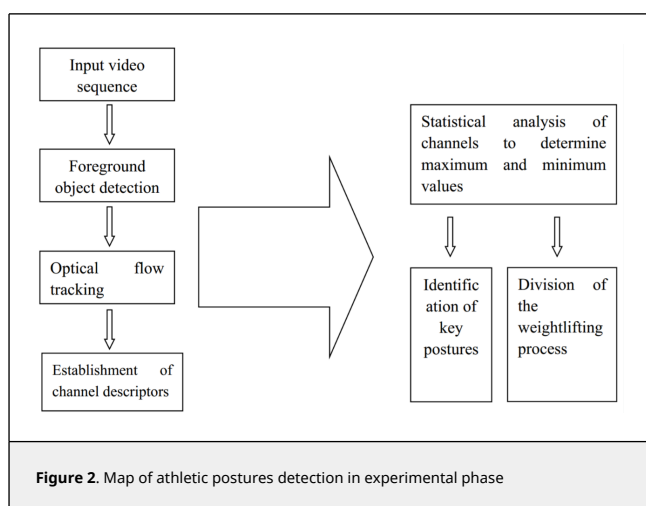 Input video
sequence
Foreground
object detection
Optical flow
tracking
Establishment of
channel descriptors
Statistical analysis of
channels to determine
maximum and minimum
values
Identific
ation of
key
postures
Division of
the
weightlifting
process
Figure 2. Map of athletic postures detection in experimental phase